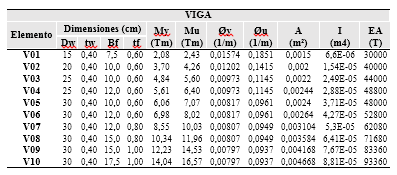 VIGA
Elemento Dimensiones (cm) My (Tm) Mu (Tm) Øy (1/m) Øu (1/m) A (m²) I (m4) EA (T)
Dw tw Bf tf
V01 15 0,40 7,5 0,60 2,08 2,43 0,01574 0,1851 0,0015 6,6E-06 30000
V02 20 0,40 10,0 0,60 3,70 4,26 0,01202 0,1415 0,002 1,54E-05 40000
V03 25 0,40 10,0 0,60 4,84 5,60 0,00973 0,1145 0,0022 2,49E-05 44000
V04 25 0,40 12,0 0,60 5,61 6,40 0,00973 0,1145 0,00244 2,88E-05 48800
V05 30 0,40 10,0 0,60 6,06 7,07 0,00817 0,0961 0,0024 3,71E-05 48000
V06 30 0,40 12,0 0,60 6,98 8,02 0,00817 0,0961 0,00264 4,27E-05 52800
V07 30 0,40 12,0 0,80 8,55 10,03 0,00807 0,0949 0,003104 5,3E-05 62080
V08 30 0,40 15,0 0,80 10,34 11,96 0,00807 0,0949 0,003584 6,41E-05 71680
V09 30 0,40 15,0 1,00 12,23 14,53 0,00797 0,0937 0,004168 7,67E-05 83360
V10 30 0,40 17,5 1,00 14,04 16,57 0,00797 0,0937 0,004668 8,81E-05 93360